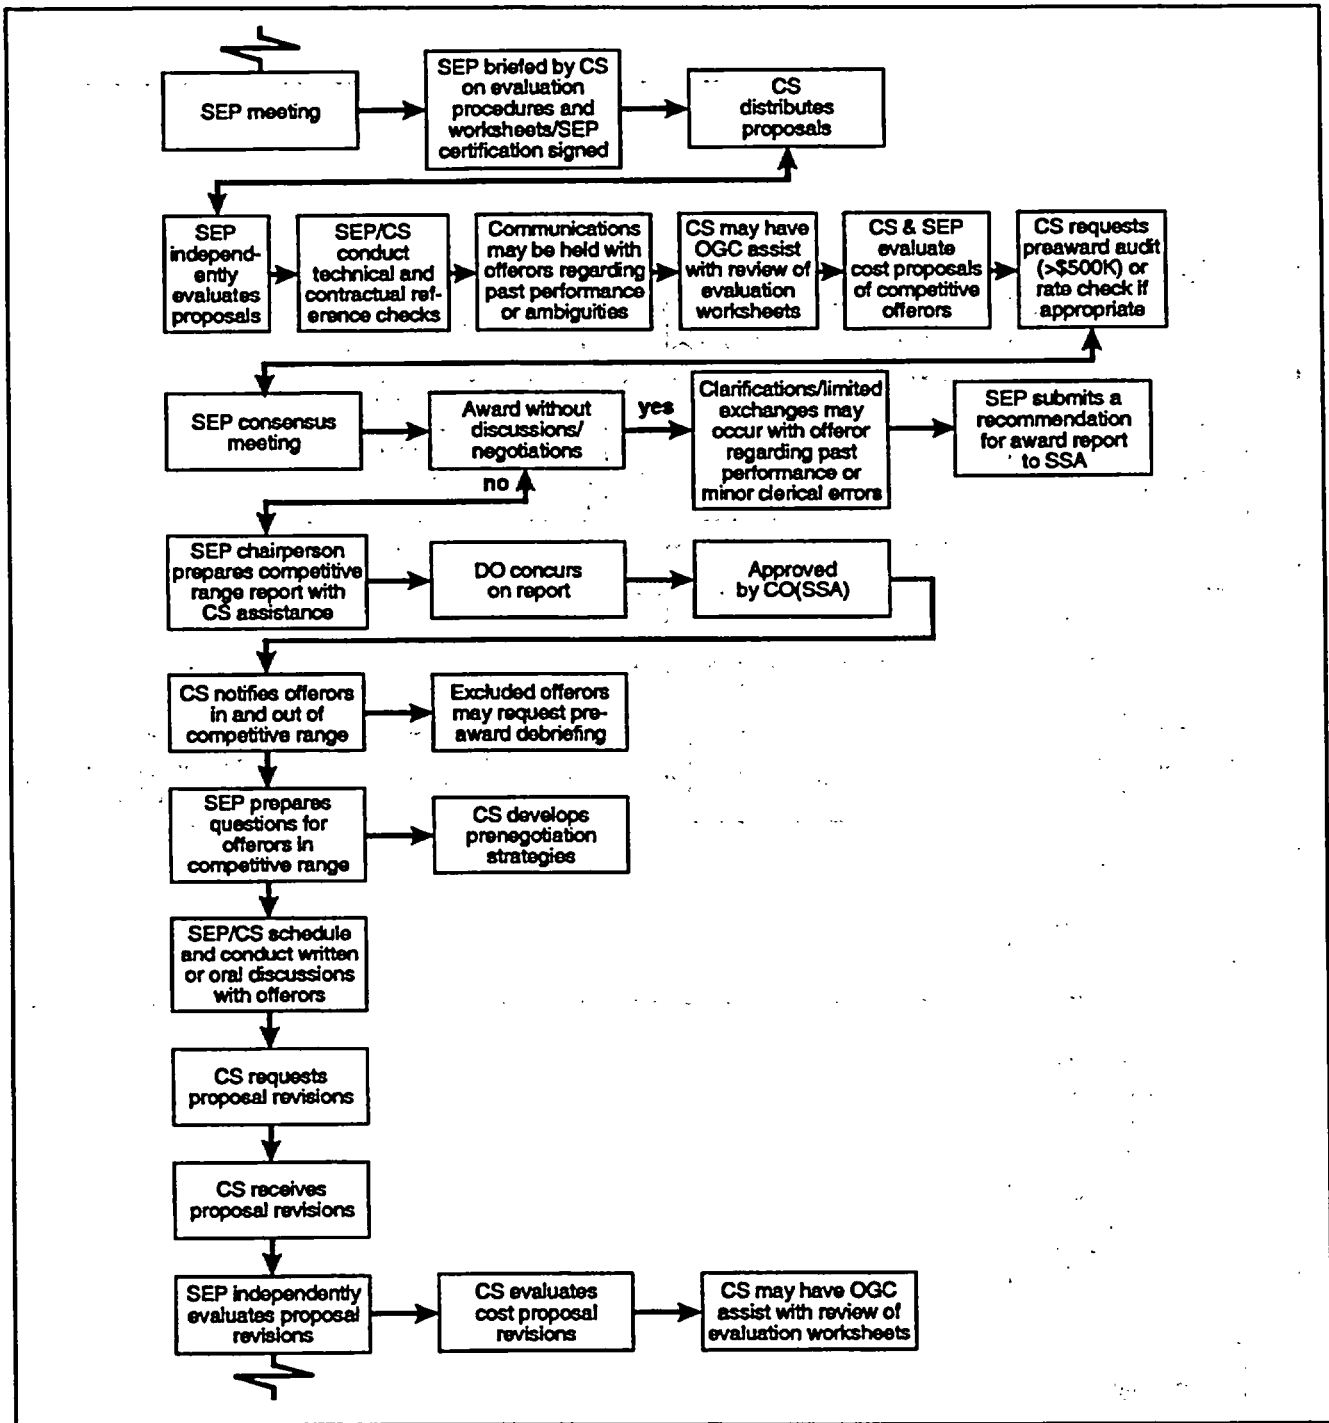 SEP meeting
SEP briefed by CS
on evaluation
procedures and
worksheets/SEP
certification signed
CS
distributes
proposals
SEP
independ-
ently
evaluates
proposals
SEP/CS
conduct
technical and
contractual ref-
erence checks
Communications
may be held with
offerors regarding
past performance
or ambiguities
CS may have
OGC assist
with review of
evaluation
worksheets
CS & SEP
evaluate
cost proposals
of competitive
offerors
CS requests
preaward audit
(>$500K) or
rate check if
appropriate
SEP consensus
meeting
Award without
discussions/
negotiations
yes
no
Clarifications/limited
exchanges may
occur with offeror
regarding past
performance or
minor clerical errors
SEP submits a
recommendation
for award report
to SSA
SEP chairperson
prepares competitive
range report with
CS assistance
DO concurs
on report
Approved
by CO(SSA)
CS notifies offerors
in and out of
competitive range
Excluded offerors
may request pre-
award debriefing
SEP prepares
questions for
offerors in
competitive range
CS develops
prenegotiation
strategies
SEP/CS schedule
and conduct written
or oral discussions
with offerors
CS requests
proposal revisions
CS receives
proposal revisions
SEP independently
evaluates proposal
revisions
CS evaluates
cost proposal
revisions
CS may have OGC
assist with review of
evaluation worksheets